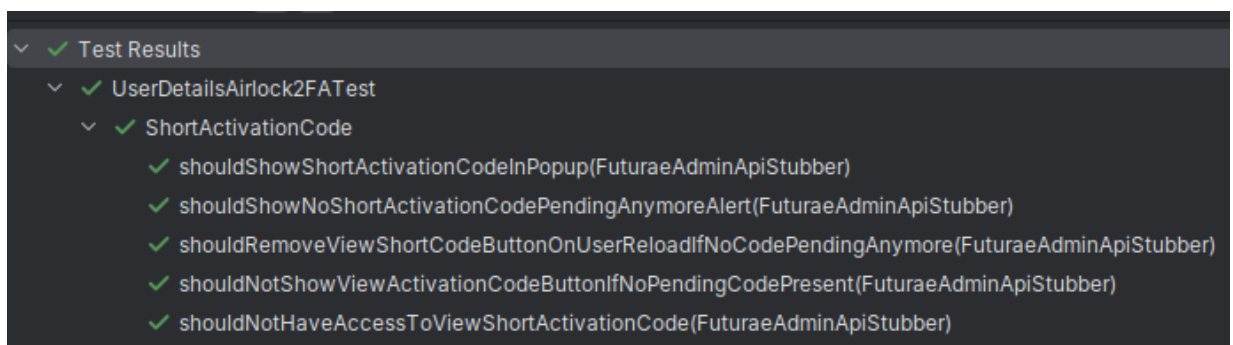 Test Results
UserDetailsAirlock2FATest
ShortActivationCode
shouldShowShortActivationCodeInPopup(FuturaeAdminApiStubber)
shouldShowNoShortActivationCodePendingAnymoreAlert(FuturaeAdminApiStubber)
shouldRemoveViewShortCodeButtonOnUserReloadIfNoCodePendingAnymore(FuturaeAdminApiStubber)
shouldNotShowViewActivationCodeButtonIfNoPendingCodePresent(FuturaeAdminApiStubber)
shouldNotHaveAccessToViewShortActivationCode(FuturaeAdminApiStubber)